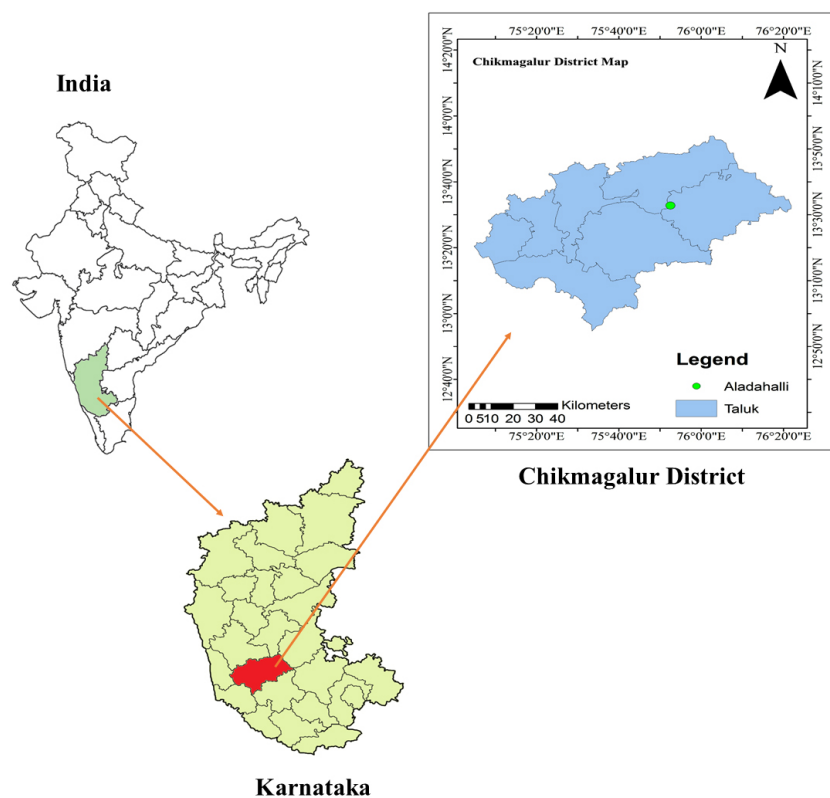 India
75°20'0"E 75°40'0"E 76°0'0"E 76°20'0"E
Chikmagalur District Map
N
14°20'0"N
14°0'0"N
13°40'0"N
13°20'0"N
13°0'0"N
12°40'0"N
14°10'0"N
13°50'0"N
13°30'0"N
13°10'0"N
12°50'0"N
Legend
Aladahalli
Taluk
Kilometers
0 5 10 20 30 40
75°20'0"E 75°40'0"E 76°0'0"E 76°20'0"E
Chikmagalur District
Karnataka